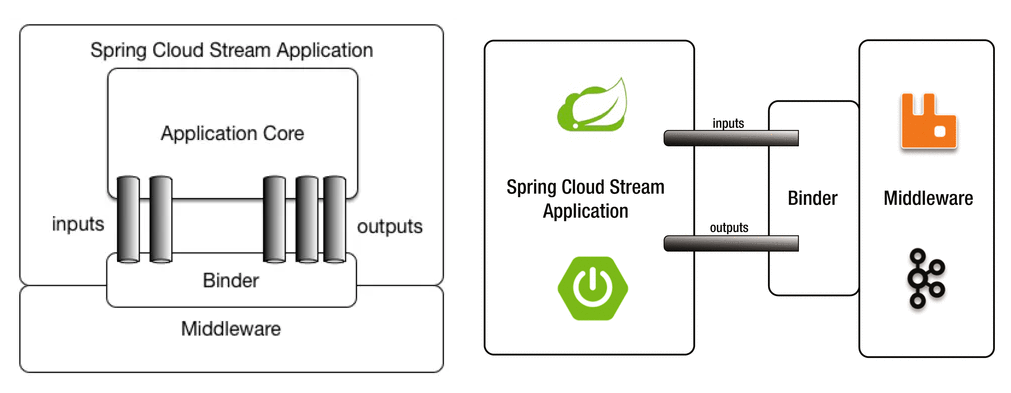 Spring Cloud Stream Application
Application Core
inputs
outputs
Binder
Middleware
Spring Cloud Stream
Application
inputs
outputs
Binder
Middleware